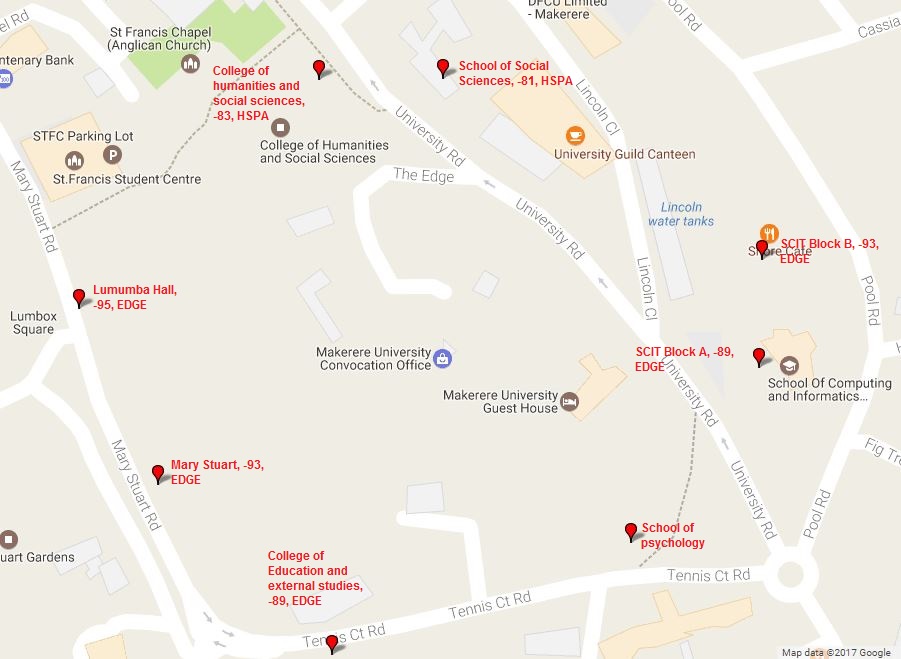 el Rd
St Francis Chapel
(Anglican Church)
ntenary Bank
DFCU Limited
- Makerere
ool Rd
Cassia
College of
humanities and
social sciences,
-83, HSPA
School of Social
Sciences, -81, HSPA
Lincoln Cl
University Rd
STFC Parking Lot
P
St.Francis Student Centre
College of Humanities
and Social Sciences
University Guild Canteen
Mary Stuart Rd
The Edge
University Rd
Lincoln
water tanks
SCIT Block B, -93,
EDGE
Lincoln Cl
Pool Rd
Lumumba Hall,
-95, EDGE
Lumbox
Square
Makerere University
Convocation Office
SCIT Block A, -89,
EDGE
University Rd
School Of Computing
and Informatics...
Makerere University
Guest House
Mary Stuart Rd
Mary Stuart, -93,
EDGE
University Rd
Pool Rd
Fig Tre
School of
psychology
uart Gardens
College of
Education and
external studies,
-89, EDGE
Tennis Ct Rd
Tennis Ct Rd
Tennis Ct Rd
Map data ©2017 Google